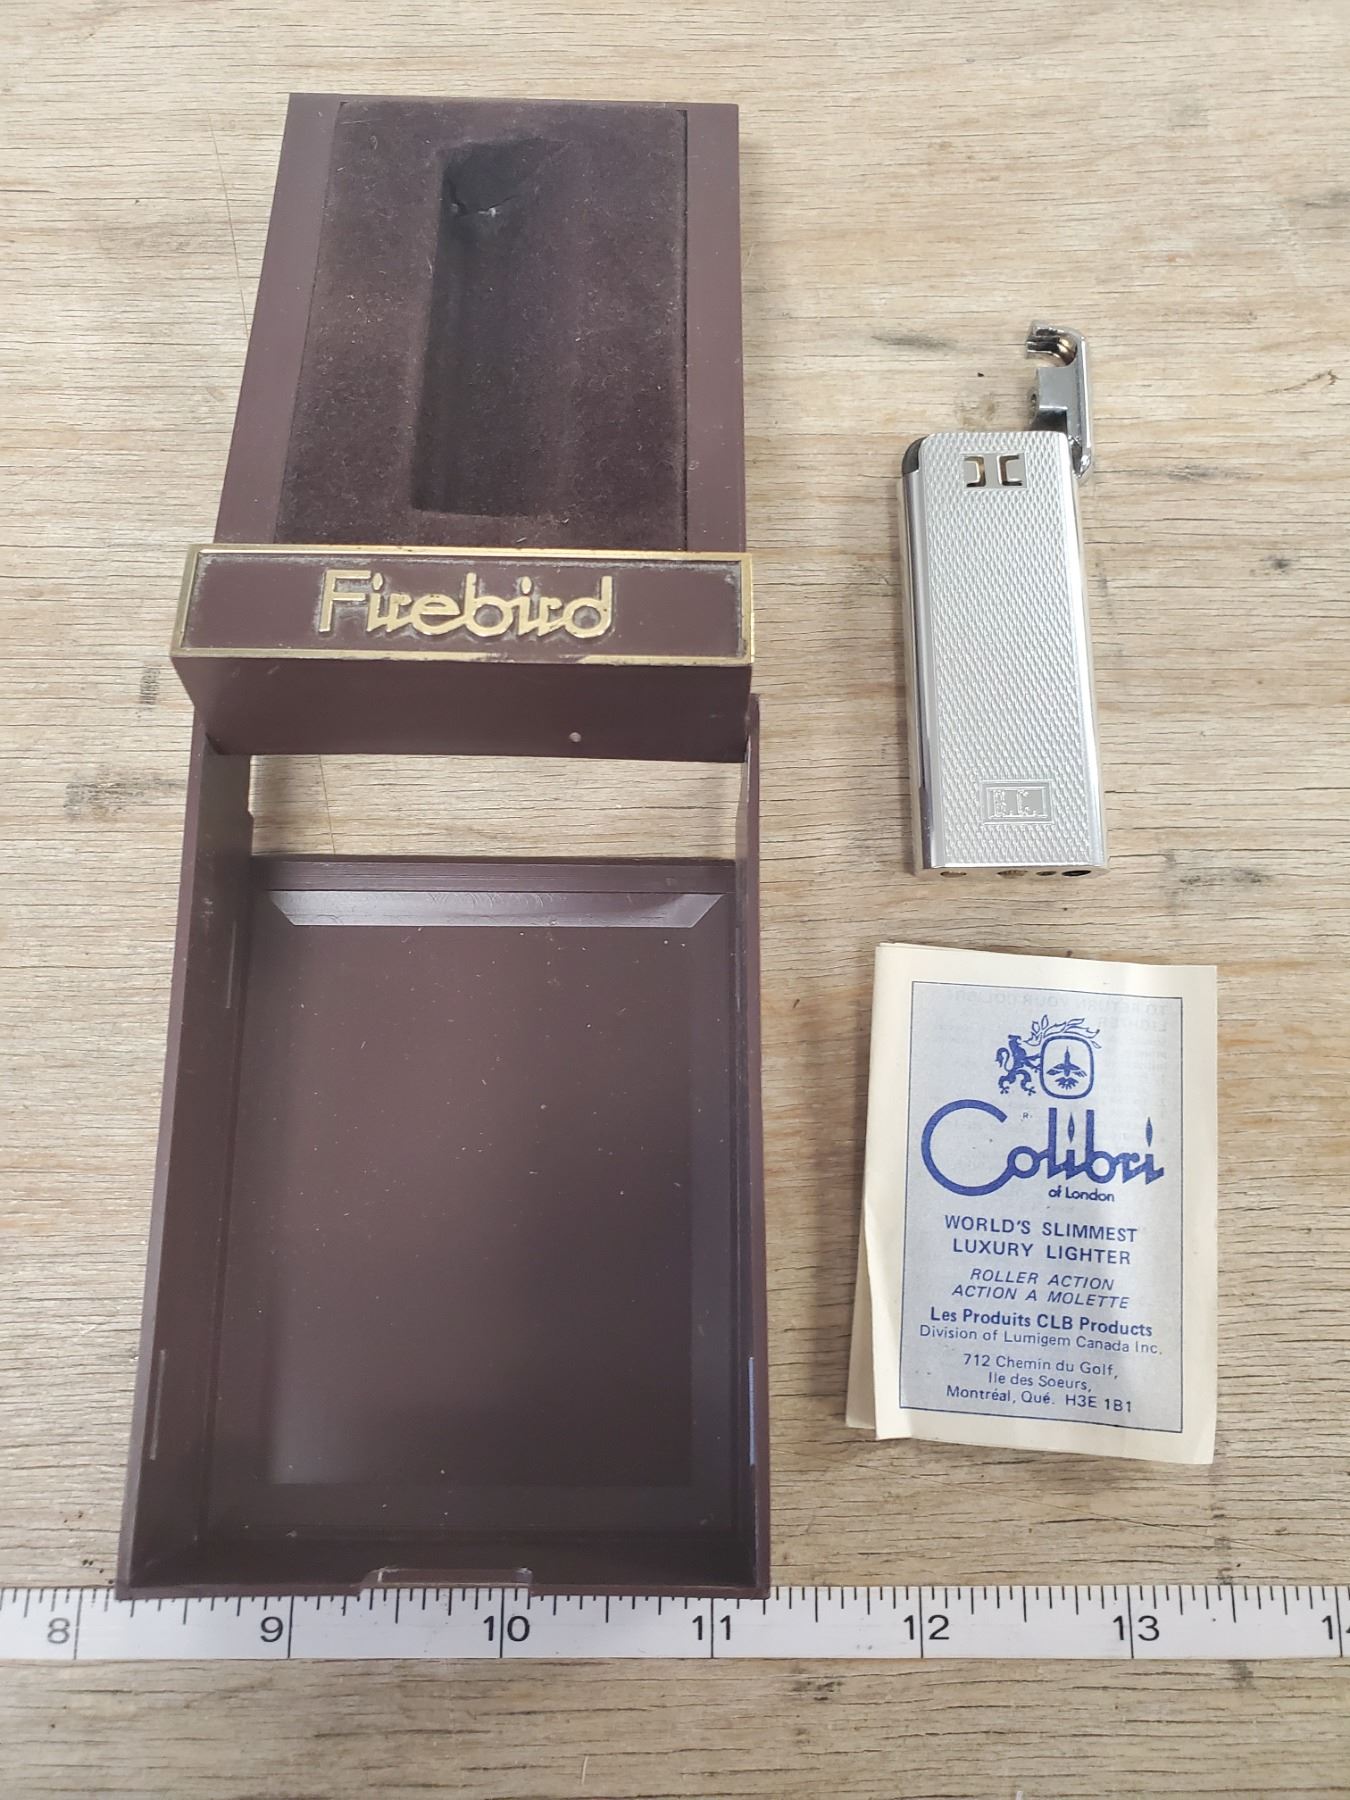 Firebird
R.
Colibri
of London
WORLD'S SLIMMEST
LUXURY LIGHTER
ROLLER ACTION
ACTION A MOLETTE
Les Produits CLB Products
Division of Lumigem Canada Inc.
712 Chemin du Golf,
Ile des Soeurs,
Montréal, Qué. H3E 1B1
8 9 10 11 12 13